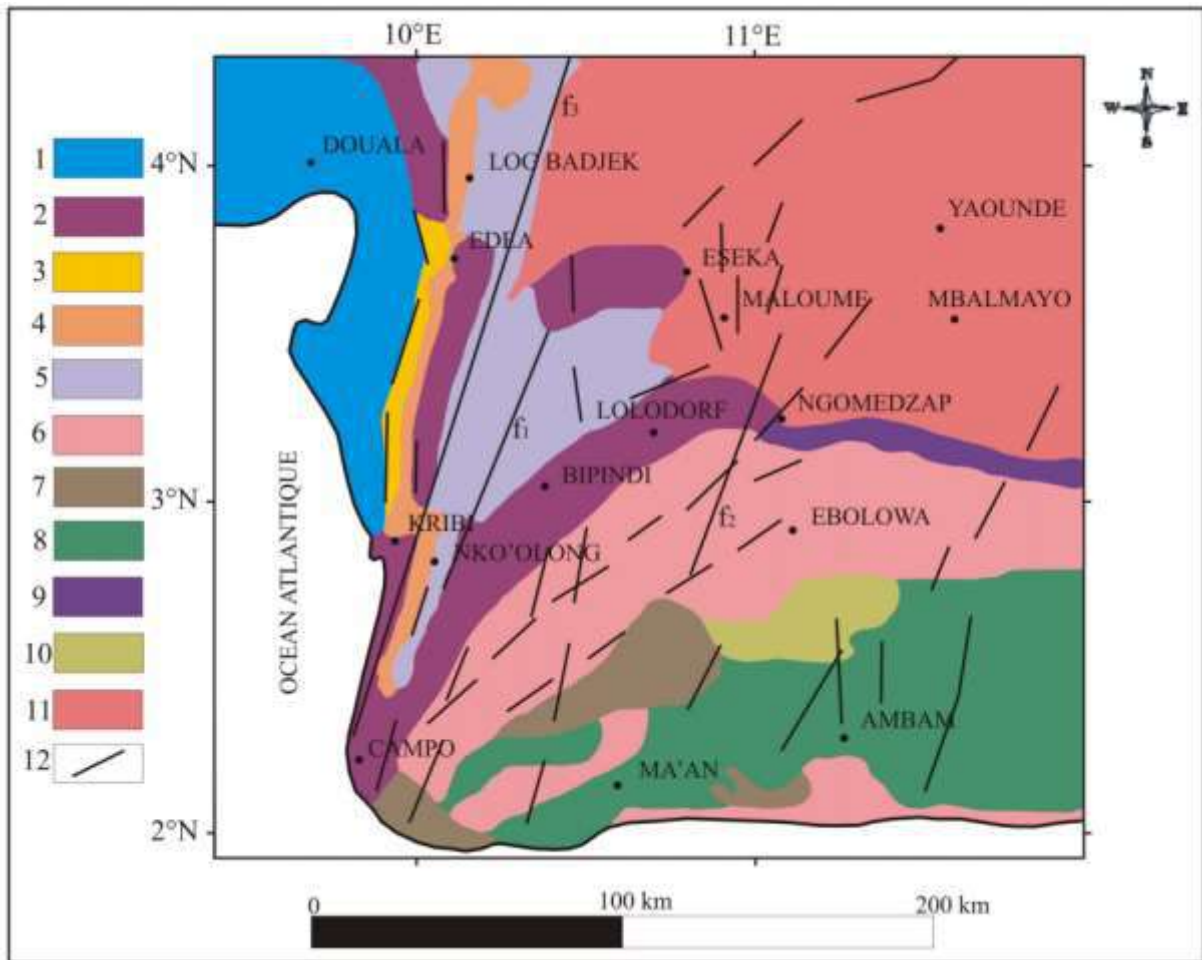 10°E 11°E
N
W E
S
f3
1 4°N DOUALA LOG BADJEK
2 YAOUNDE
EDEA ESEKA
3 MALOUME MBALMAYO
4
5 LOLODORF NGOMEDZAP
f1
6 BIPINDI
7 3°N
KRIBI f2 EBOLOWA
8 NKO'OLONG
9
OCEAN ATLANTIQUE
10
11 AMBAM
12 CAMPO
MA'AN
2°N
0 100 km 200 km